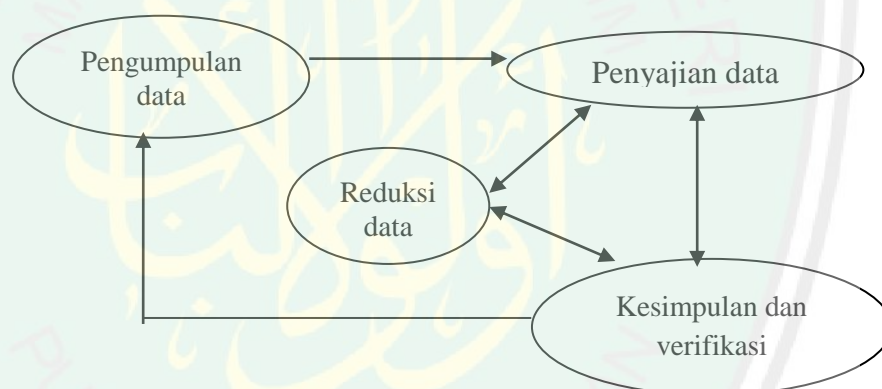 Pengumpulan
data
Penyajian data
Reduksi
data
Kesimpulan dan
verifikasi